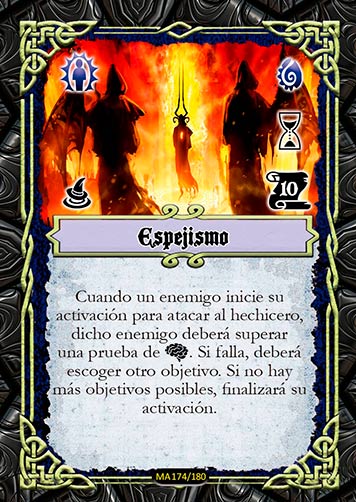 10
Espejismo
Cuando un enemigo inicie su
activación para atacar al hechicero,
dicho enemigo deberá superar
una prueba de . Si falla, deberá
escoger otro objetivo. Si no hay
más objetivos posibles, finalizará su
activación.
MA174/180